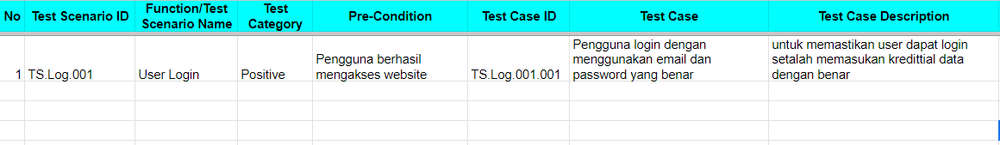 No
Test Scenario ID
Function/Test
Scenario Name
Test
Category
Pre-Condition
Test Case ID
Test Case
Test Case Description
1
TS.Log.001
User Login
Positive
Pengguna berhasil
mengakses website
TS.Log.001.001
Pengguna login dengan
menggunakan email dan
password yang benar
untuk memastikan user dapat login
setalah memasukan kredittial data
dengan benar